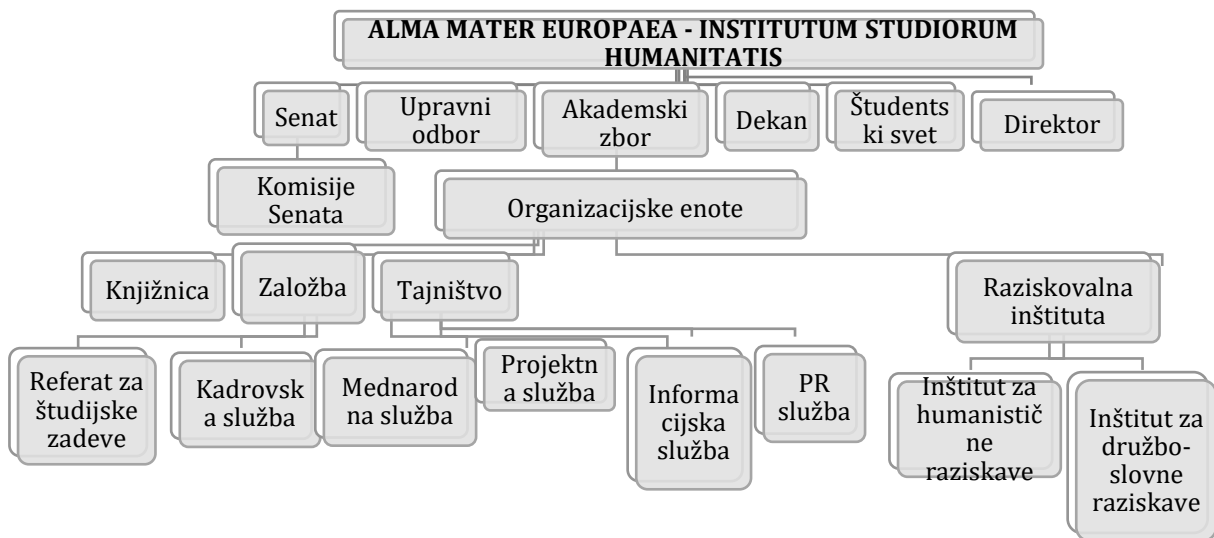 ALMA MATER EUROPAEA - INSTITUTUM STUDIORUM
HUMANITATIS
Senat
Upravni
odbor
Akademski
zbor
Dekan
Študents
ki svet
Direktor
Komisije
Senata
Organizacijske enote
Knjižnica
Založba
Tajništvo
Raziskovalna
inštituta
Referat za
študijske
zadeve
Kadrovsk
a služba
Mednarod
na služba
Projektn
a služba
Informa
cijska
služba
PR
služba
Inštitut za
humanistič
ne
raziskave
Inštitut za
družbo-
slovne
raziskave